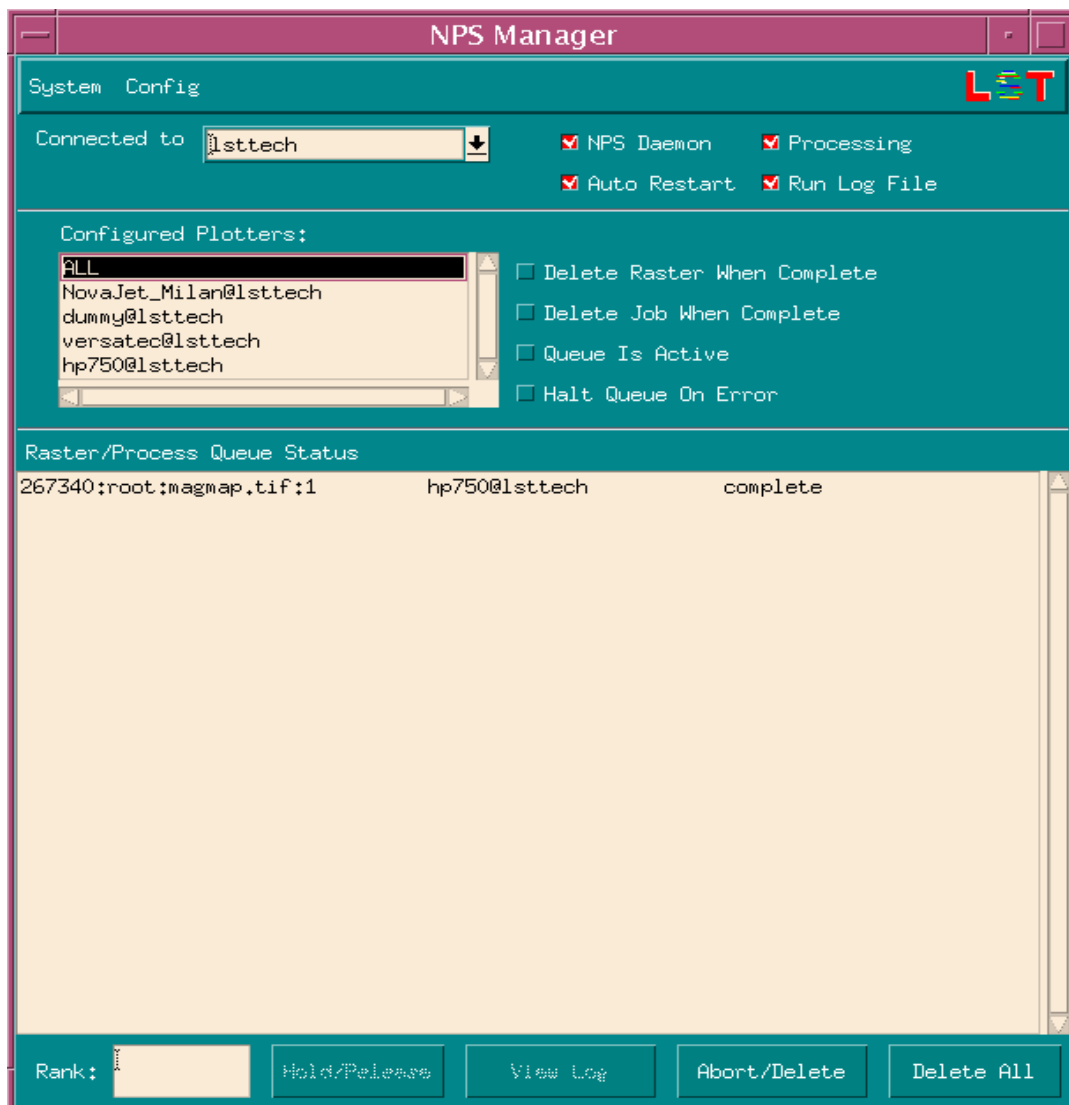 NPS Manager
System Config LST
Connected to lsttech
NPS Daemon Processing
Auto Restart Run Log File
Configured Plotters:
ALL
NovaJet_Milan@lsttech
dummy@lsttech
versatec@lsttech
hp750@lsttech
Delete Raster When Complete
Delete Job When Complete
Queue Is Active
Halt Queue On Error
Raster/Process Queue Status
267340:root:magmap.tif:1 hp750@lsttech complete
Rank: Hold/Release View Log Abort/Delete Delete All